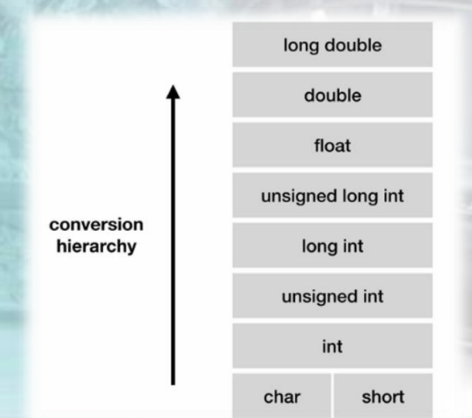 long double
double
float
unsigned long int
conversion
hierarchy
long int
unsigned int
int
char short